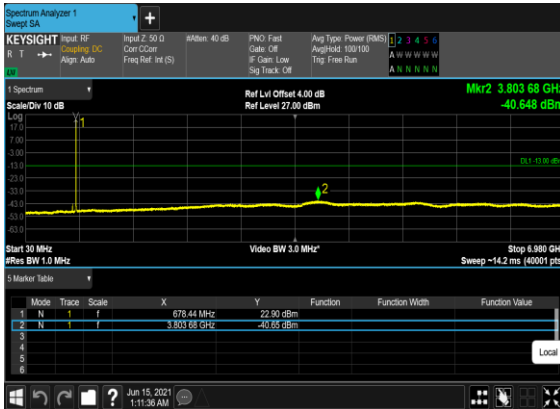 Spectrum Analyzer 1
Swept SA
+
KEYSIGHT Input: RF Input Z: 50 Ω #Atten: 40 dB PNO: Fast Avg Type: Power (RMS) 1 2 3 4 5 6
R T Coupling: DC Corr CCorr Gate: Off Avg|Hold: 100/100 A W W W W W
Align: Auto Freq Ref: Int (S) IF Gain: Low Trig: Free Run
Sig Track: Off A N N N N N
1 Spectrum
Scale/Div 10 dB
Ref Lvl Offset 4.00 dB
Ref Level 27.00 dBm
Mkr2 3.803 68 GHz
-40.648 dBm
Log
17.0
7.00
-3.00
-13.0
-23.0
-33.0
-43.0
-53.0
-63.0
1
2
DL1 -13.00 dBm
Start 30 MHz Video BW 3.0 MHz* Stop 6.980 GHz
#Res BW 1.0 MHz Sweep ~14.2 ms (40001 pts)
5 Marker Table
Mode Trace Scale X Y Function Function Width Function Value
1 N 1 f 678.44 MHz 22.90 dBm
2 N 1 f 3.803 68 GHz -40.65 dBm
3
4
5
6
Local
? Jun 15, 2021
1:11:36 AM